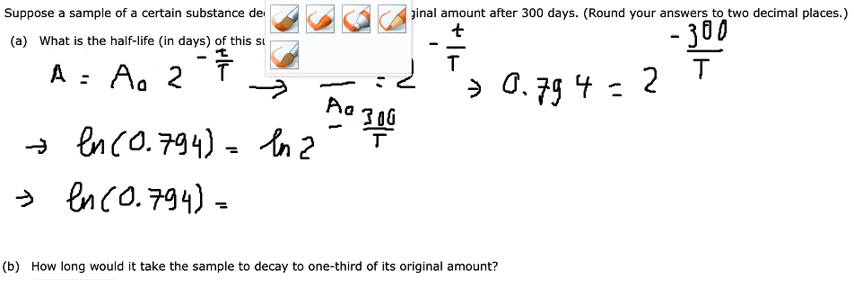 Suppose a sample of a certain substance de ginal amount after 300 days. (Round your answers to two decimal places.)
(a) What is the half-life (in days) of this su
A = A₀ 2^(-t/T) → —/A₀ = 2^(-t/T) → 0.794 = 2^(-300/T)
→ ln(0.794) = ln 2^(-300/T)
→ ln(0.794) =
(b) How long would it take the sample to decay to one-third of its original amount?